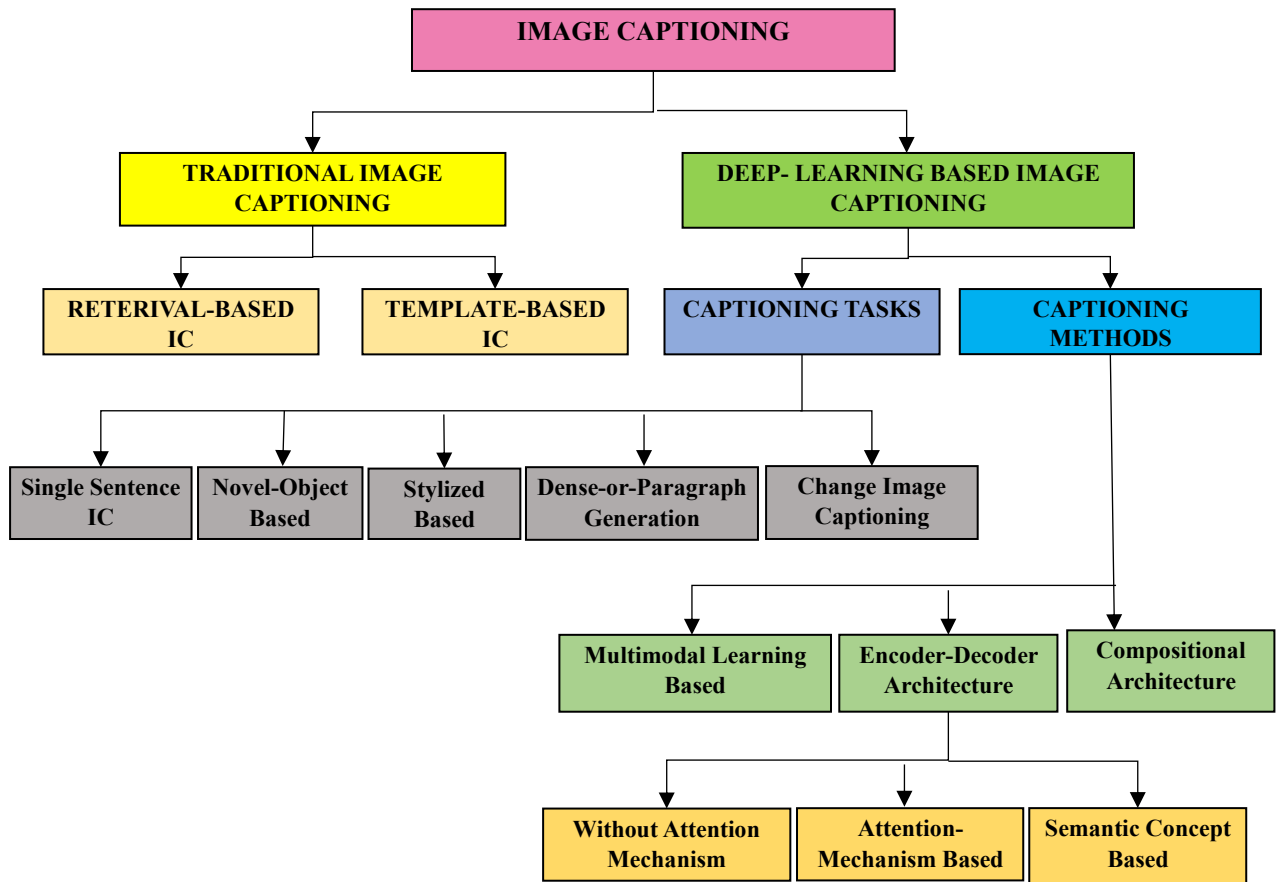 IMAGE CAPTIONING
TRADITIONAL IMAGE
CAPTIONING
DEEP- LEARNING BASED IMAGE
CAPTIONING
RETERIVAL-BASED
IC
TEMPLATE-BASED
IC
CAPTIONING TASKS
CAPTIONING
METHODS
Single Sentence
IC
Novel-Object
Based
Stylized
Based
Dense-or-Paragraph
Generation
Change Image
Captioning
Multimodal Learning
Based
Encoder-Decoder
Architecture
Compositional
Architecture
Without Attention
Mechanism
Attention-
Mechanism Based
Semantic Concept
Based